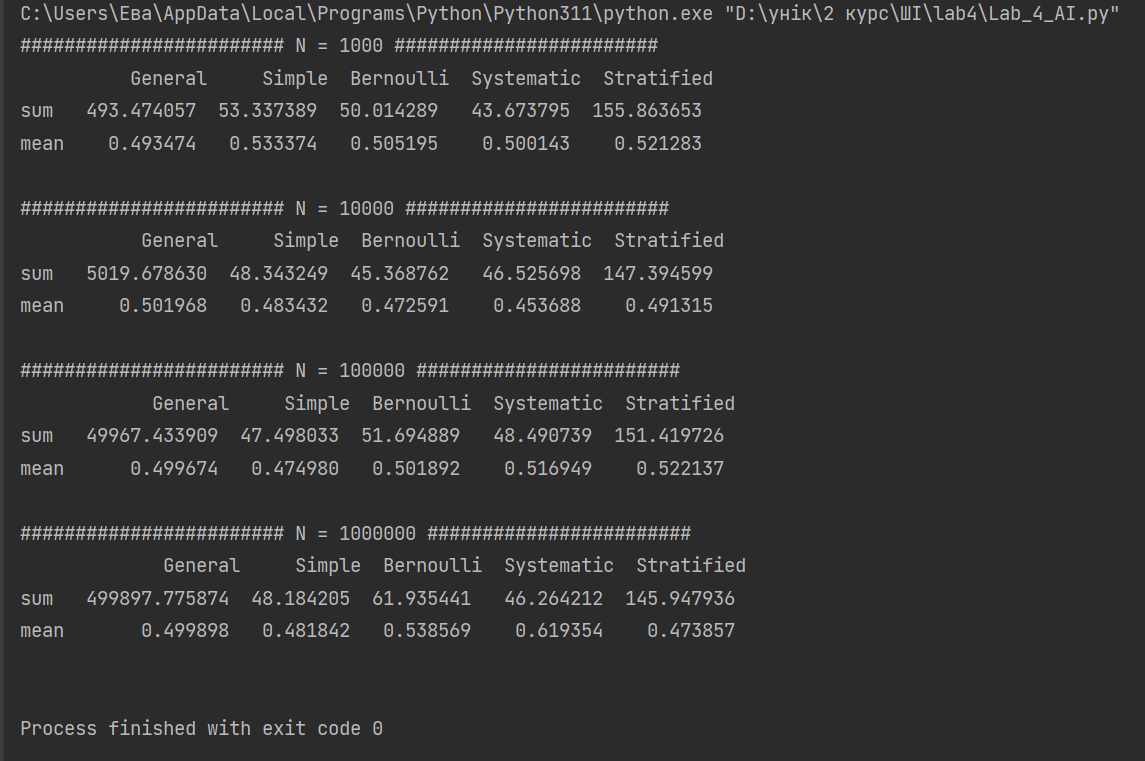 C:\Users\Ева\AppData\Local\Programs\Python\Python311\python.exe "D:\унік\2 курс\ШІ\lab4\Lab_4_AI.py"
######################## N = 1000 ########################
General Simple Bernoulli Systematic Stratified
sum 493.474057 53.337389 50.014289 43.673795 155.863653
mean 0.493474 0.533374 0.505195 0.500143 0.521283
######################## N = 10000 ########################
General Simple Bernoulli Systematic Stratified
sum 5019.678630 48.343249 45.368762 46.525698 147.394599
mean 0.501968 0.483432 0.472591 0.453688 0.491315
######################## N = 100000 ########################
General Simple Bernoulli Systematic Stratified
sum 49967.433909 47.498033 51.694889 48.490739 151.419726
mean 0.499674 0.474980 0.501892 0.516949 0.522137
######################## N = 1000000 ########################
General Simple Bernoulli Systematic Stratified
sum 499897.775874 48.184205 61.935441 46.264212 145.947936
mean 0.499898 0.481842 0.538569 0.619354 0.473857
Process finished with exit code 0